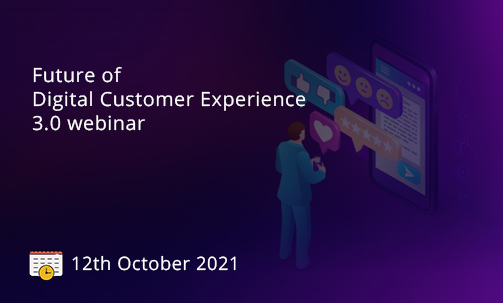 Future of
Digital Customer Experience
3.0 webinar
12th October 2021